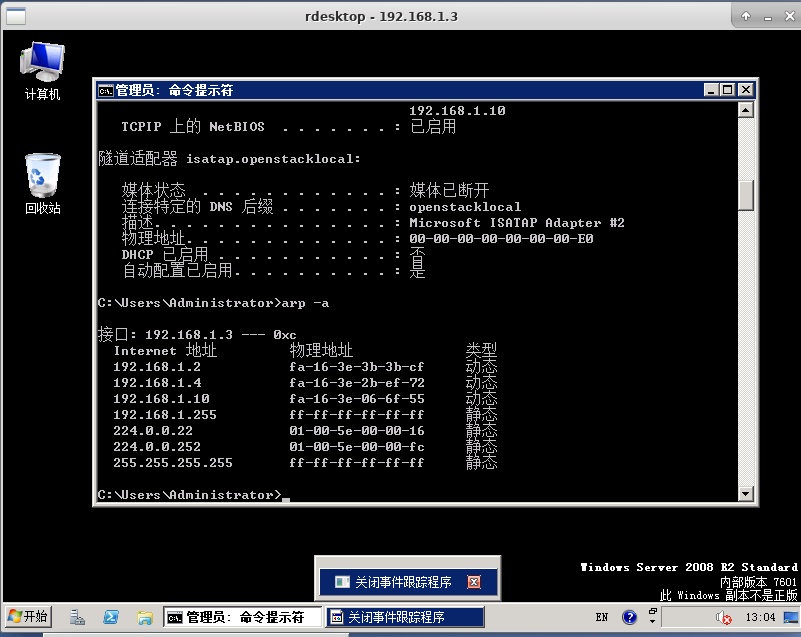 rdesktop - 192.168.1.3
计算机
回收站
管理员: 命令提示符
192.168.1.10
TCPIP 上的 NetBIOS . . . . . . . : 已启用
隧道适配器 isatap.openstacklocal:
媒体状态 . . . . . . . . . . . . : 媒体已断开
连接特定的 DNS 后缀 . . . . . . . : openstacklocal
描述. . . . . . . . . . . . . . . : Microsoft ISATAP Adapter #2
物理地址. . . . . . . . . . . . . : 00-00-00-00-00-00-00-E0
DHCP 已启用 . . . . . . . . . . . : 否
自动配置已启用. . . . . . . . . . : 是
C:\Users\Administrator>arp -a
接口: 192.168.1.3 --- 0xc
Internet 地址 物理地址 类型
192.168.1.2 fa-16-3e-3b-3b-cf 动态
192.168.1.4 fa-16-3e-2b-ef-72 动态
192.168.1.10 fa-16-3e-06-6f-55 动态
192.168.1.255 ff-ff-ff-ff-ff-ff 静态
224.0.0.22 01-00-5e-00-00-16 静态
224.0.0.252 01-00-5e-00-00-fc 静态
255.255.255.255 ff-ff-ff-ff-ff-ff 静态
C:\Users\Administrator>
关闭事件跟踪程序
Windows Server 2008 R2 Standard
内部版本 7601
此 Windows 副本不是正版
开始
管理员: 命令提示符
关闭事件跟踪程序
EN
13:04